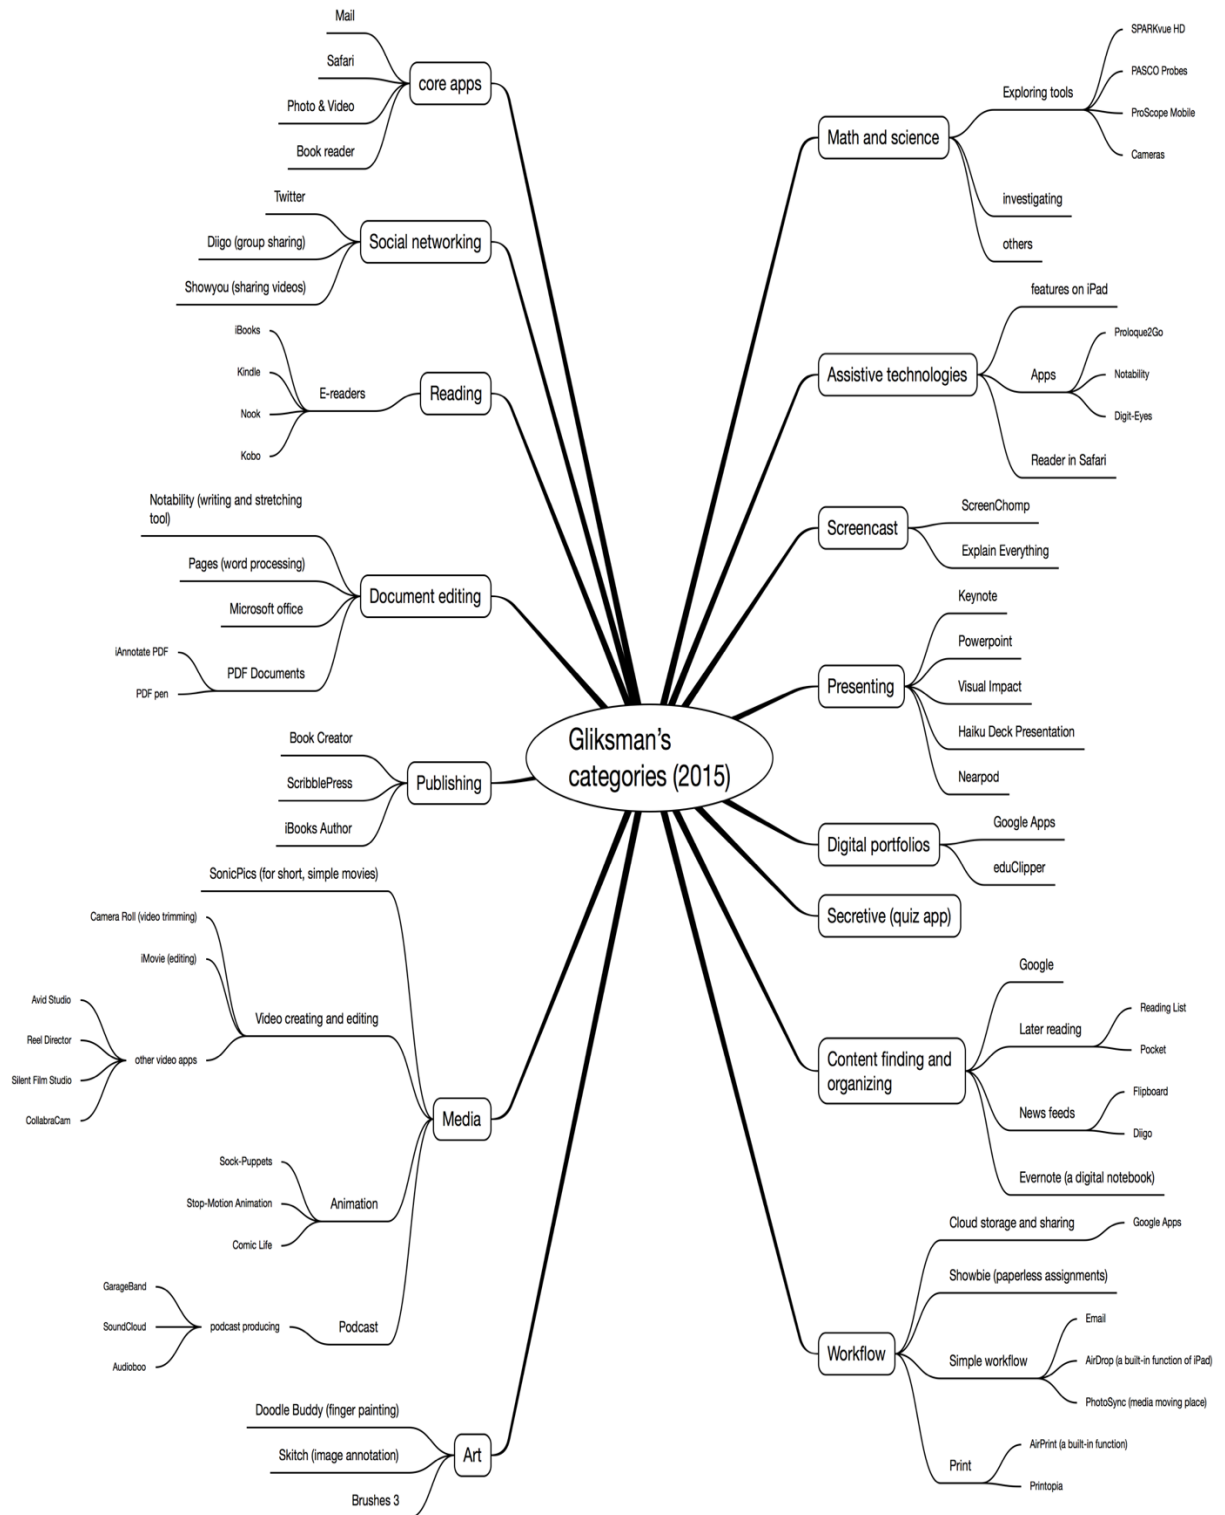 Gliksman's
categories (2015)
core apps
Mail
Safari
Photo & Video
Book reader
Social networking
Twitter
Diigo (group sharing)
Showyou (sharing videos)
Reading
E-readers
iBooks
Kindle
Nook
Kobo
Document editing
Notability (writing and stretching
tool)
Pages (word processing)
Microsoft office
PDF Documents
iAnnotate PDF
PDF pen
Publishing
Book Creator
ScribblePress
iBooks Author
Media
SonicPics (for short, simple movies)
Video creating and editing
Camera Roll (video trimming)
iMovie (editing)
other video apps
Avid Studio
Reel Director
Silent Film Studio
CollabraCam
Animation
Sock-Puppets
Stop-Motion Animation
Comic Life
Podcast
podcast producing
GarageBand
SoundCloud
Audioboo
Art
Doodle Buddy (finger painting)
Skitch (image annotation)
Brushes 3
Math and science
Exploring tools
SPARKvue HD
PASCO Probes
ProScope Mobile
Cameras
investigating
others
Assistive technologies
features on iPad
Apps
Proloque2Go
Notability
Digit-Eyes
Reader in Safari
Screencast
ScreenChomp
Explain Everything
Presenting
Keynote
Powerpoint
Visual Impact
Haiku Deck Presentation
Nearpod
Digital portfolios
Google Apps
eduClipper
Secretive (quiz app)
Content finding and
organizing
Google
Later reading
Reading List
Pocket
News feeds
Flipboard
Diigo
Evernote (a digital notebook)
Workflow
Cloud storage and sharing
Google Apps
Showbie (paperless assignments)
Simple workflow
Email
AirDrop (a built-in function of iPad)
PhotoSync (media moving place)
Print
AirPrint (a built-in function)
Printopia